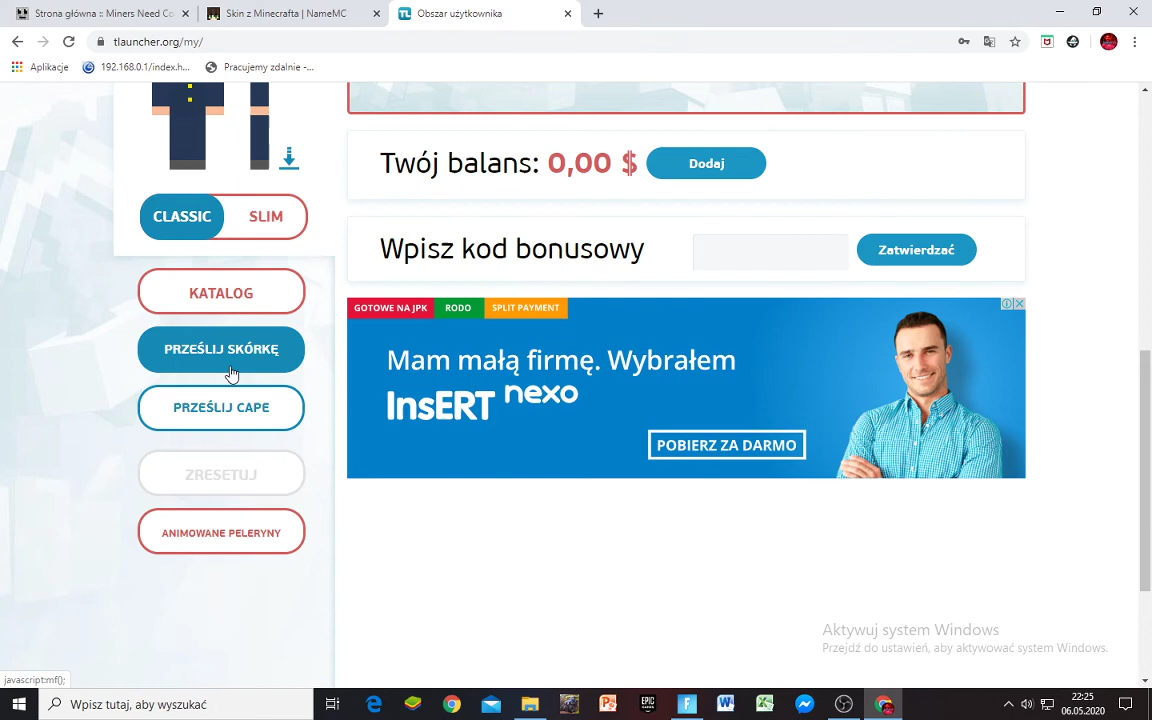 Strona główna :: Miners Need Co
Skin z Minecrafta | NameMC
Obszar użytkownika
tlauncher.org/my/
Aplikacje
192.168.0.1/index.h...
Pracujemy zdalnie -...
Twój balans: 0,00 $
Dodaj
CLASSIC
SLIM
Wpisz kod bonusowy
Zatwierdzać
KATALOG
PRZEŚLIJ SKÓRKĘ
PRZEŚLIJ CAPE
ZRESETUJ
ANIMOWANE PELERYNY
GOTOWE NA JPK
RODO
SPLIT PAYMENT
Mam małą firmę. Wybrałem
InsERT nexo
POBIERZ ZA DARMO
Aktywuj system Windows
Przejdź do ustawień, aby aktywować system Windows.
javascript:mf();
Wpisz tutaj, aby wyszukać
EPIC GAMES
22:25
06.05.2020